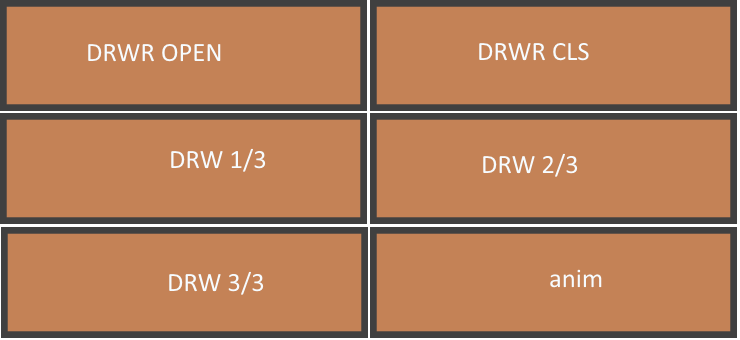 DRWR OPEN
DRWR CLS
DRW 1/3
DRW 2/3
DRW 3/3
anim